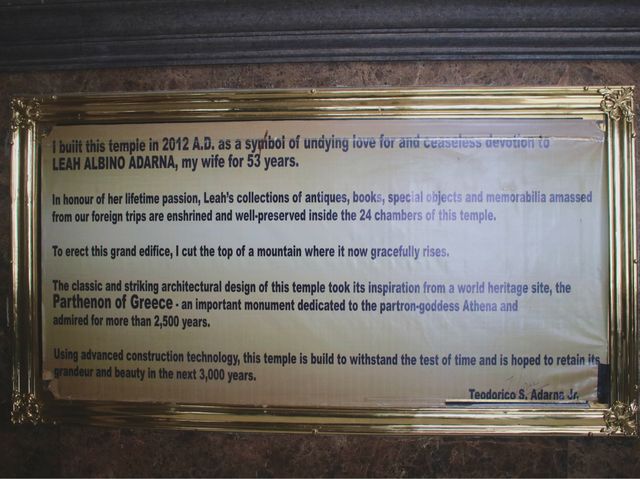 I built this temple in 2012 A.D. as a symbol of undying love for and ceaseless devotion to
LEAH ALBINO ADARNA, my wife for 53 years.
In honour of her lifetime passion, Leah's collections of antiques, books, special objects and memorabilia amassed
from our foreign trips are enshrined and well-preserved inside the 24 chambers of this temple.
To erect this grand edifice, I cut the top of a mountain where it now gracefully rises.
The classic and striking architectural design of this temple took its inspiration from a world heritage site, the
Parthenon of Greece - an important monument dedicated to the partron-goddess Athena and
admired for more than 2,500 years.
Using advanced construction technology, this temple is build to withstand the test of time and is hoped to retain its
grandeur and beauty in the next 3,000 years.
Teodorico S. Adarna Jr.